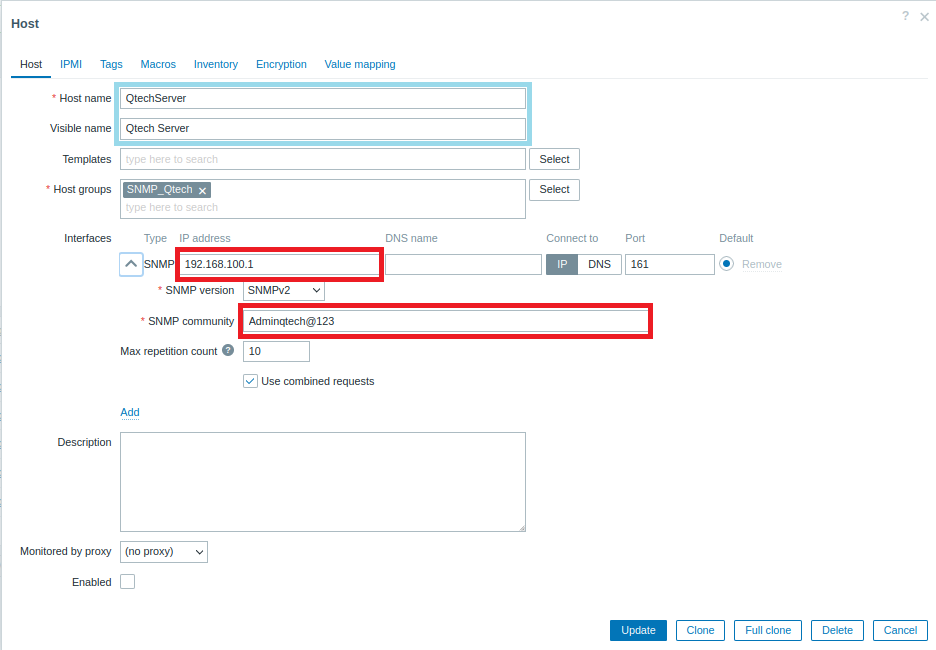 Host
?
Host IPMI Tags Macros Inventory Encryption Value mapping
* Host name QtechServer
Visible name Qtech Server
Templates type here to search Select
* Host groups SNMP_Qtech Select
type here to search
Interfaces Type IP address DNS name Connect to Port Default
SNMP 192.168.100.1 IP DNS 161 Remove
* SNMP version SNMPv2
* SNMP community Adminqtech@123
Max repetition count ? 10
Use combined requests
Add
Description
Monitored by proxy (no proxy)
Enabled
Update Clone Full clone Delete Cancel